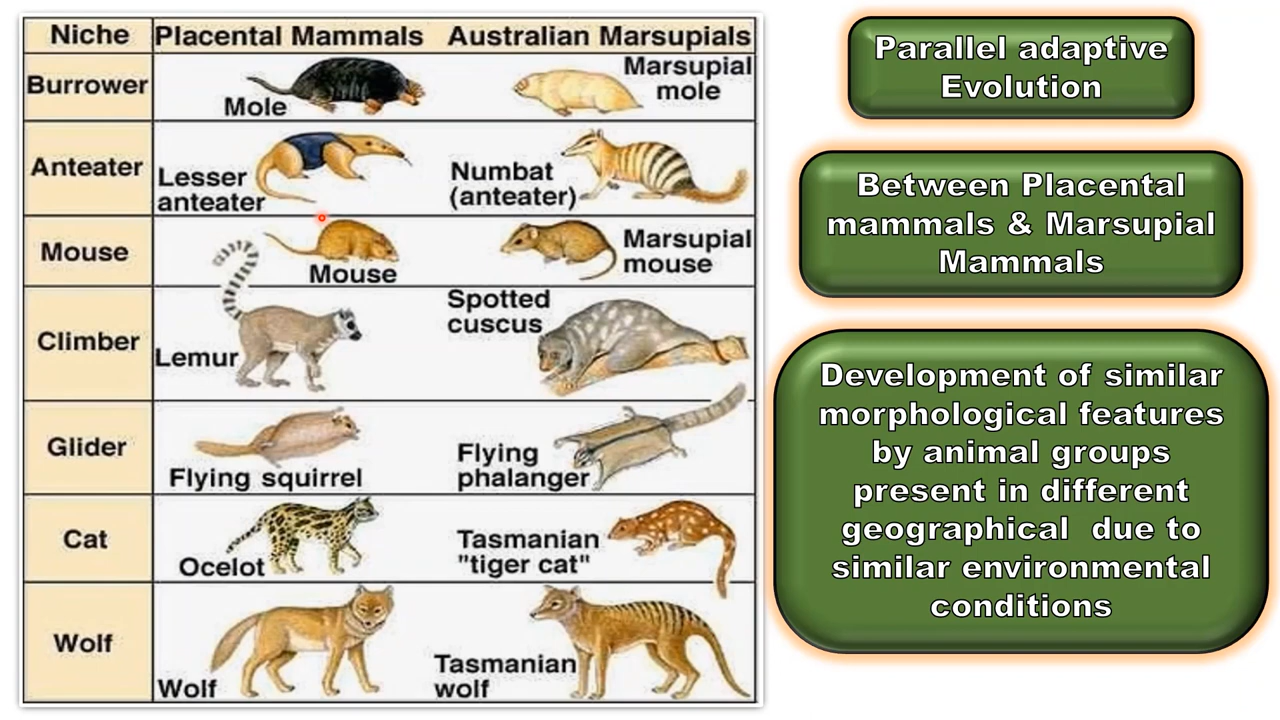 Niche Placental Mammals Australian Marsupials
Burrower
Mole
Marsupial
mole
Anteater
Lesser
anteater
Numbat
(anteater)
Mouse
Mouse
Marsupial
mouse
Climber
Lemur
Spotted
cuscus
Glider
Flying squirrel
Flying
phalanger
Cat
Ocelot
Tasmanian
"tiger cat"
Wolf
Wolf
Tasmanian
wolf
Parallel adaptive
Evolution
Between Placental
mammals & Marsupial
Mammals
Development of similar
morphological features
by animal groups
present in different
geographical due to
similar environmental
conditions